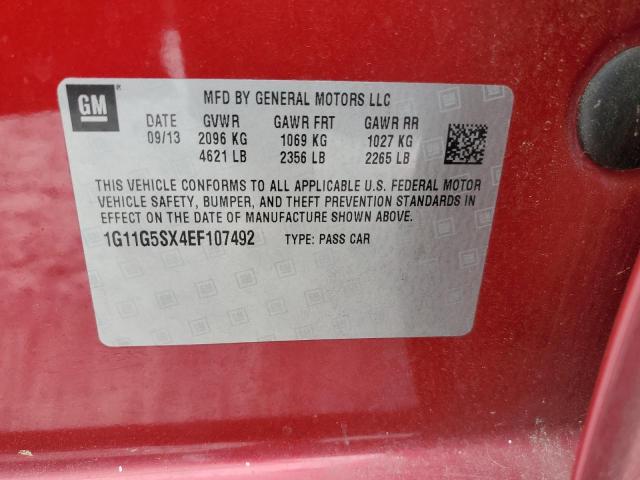 GM®
MFD BY GENERAL MOTORS LLC
DATE GVWR GAWR FRT GAWR RR
09/13 2096 KG 1069 KG 1027 KG
4621 LB 2356 LB 2265 LB
THIS VEHICLE CONFORMS TO ALL APPLICABLE U.S. FEDERAL MOTOR
VEHICLE SAFETY, BUMPER, AND THEFT PREVENTION STANDARDS IN
EFFECT ON THE DATE OF MANUFACTURE SHOWN ABOVE.
1G11G5SX4EF107492 TYPE: PASS CAR